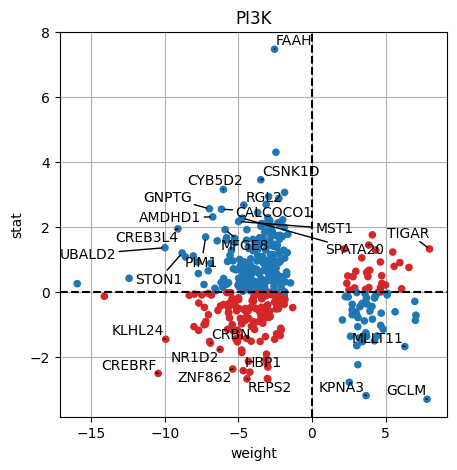 PI3K
8
FAAH
6
4
CYB5D2
CSNK1D
GNPTG
RGL2
AMDHD1
CALCOCO1
2
CREB3L4
MST1
TIGAR
UBALD2
MFGE8
SPATA20
STON1
PIM1
stat
0
KLHL24
CRBN
MLLT11
−2
CREBRF
NR1D2
HBP1
ZNF862
REPS2
KPNA3
GCLM
−15
−10
−5
0
5
weight